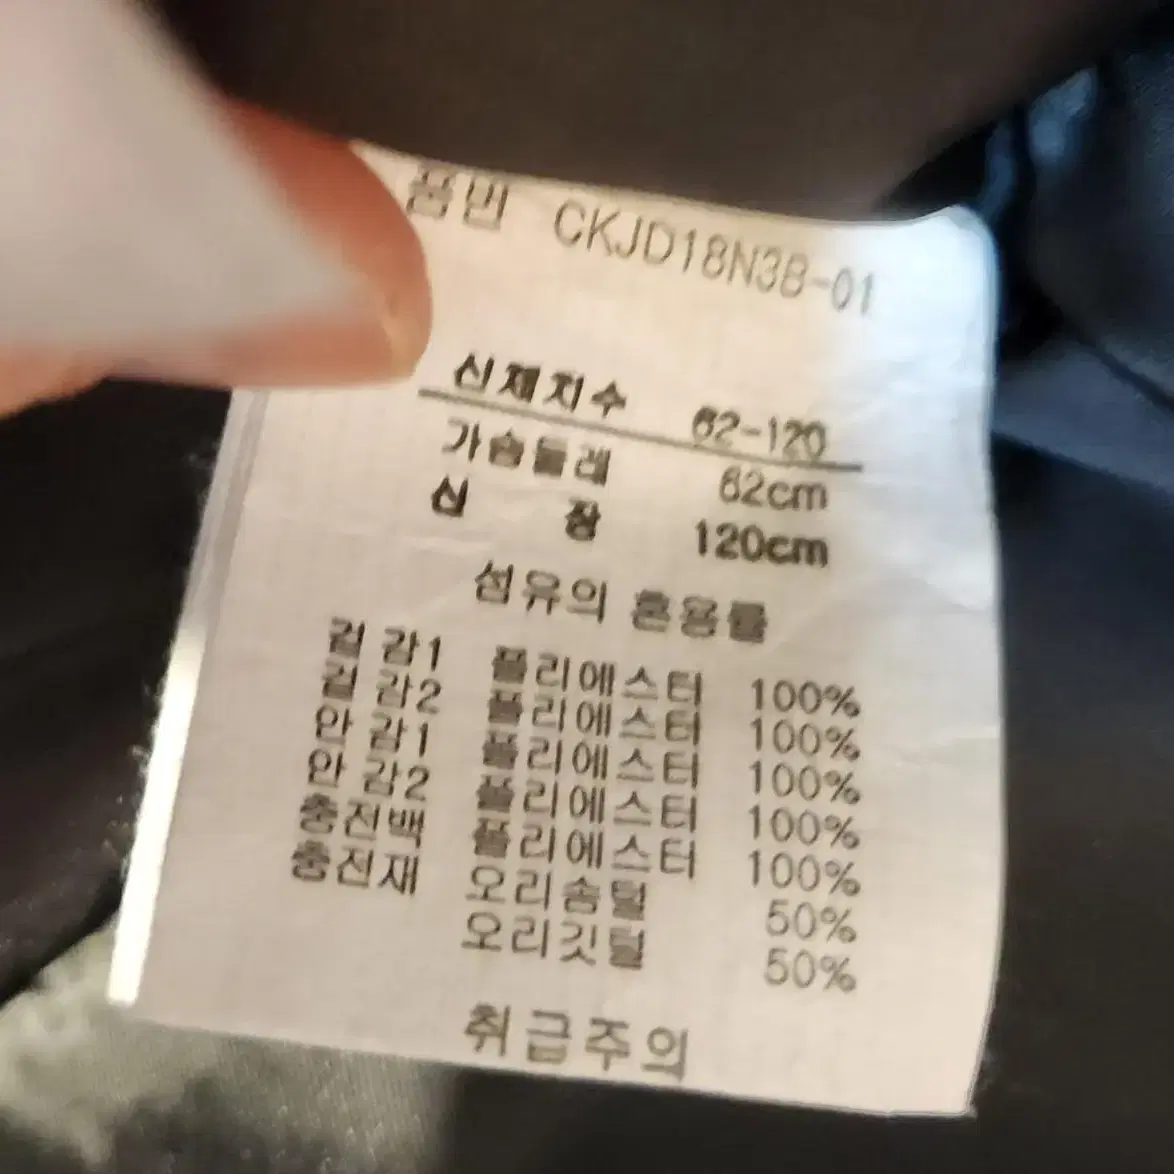 품번 CKJD18N3B-01
신체지수 62-120
가슴둘레 62cm
신 장 120cm
섬유의 혼용률
겉 감1 폴리에스터 100%
겉 감2 폴리에스터 100%
안 감1 폴리에스터 100%
안 감2 폴리에스터 100%
충전백 폴리에스터 100%
충전재 오리솜털 50%
오리깃털 50%
취급주의